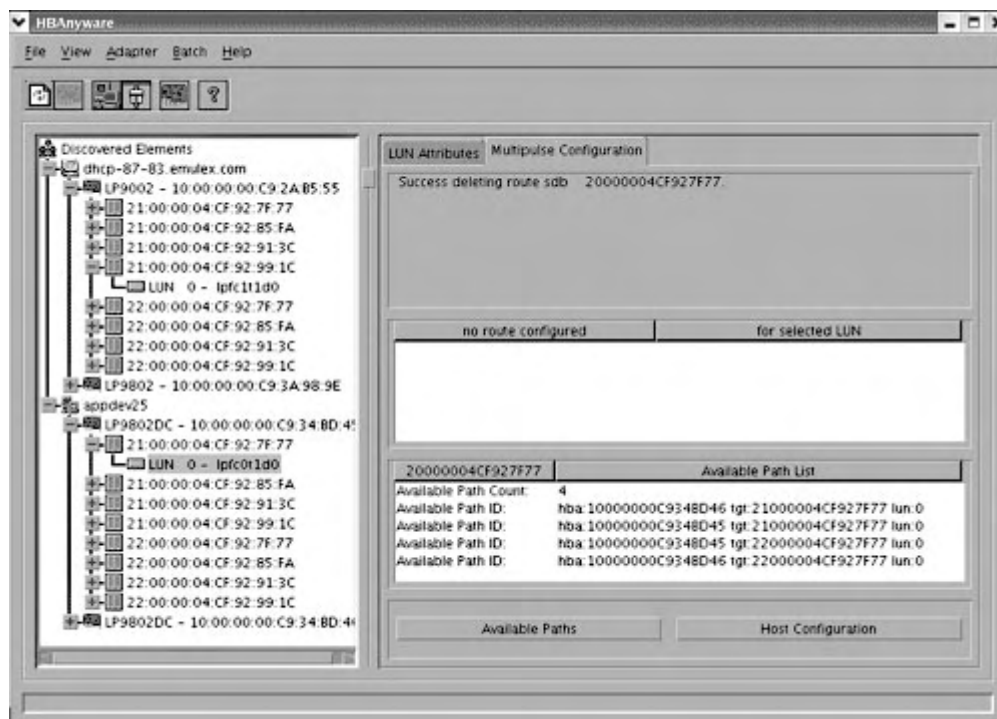 HBAnyware
File View Adapter Batch Help
Discovered Elements
dhcp-87-83.emulex.com
LP9002 - 10:00:00:00:C9:2A:B5:55
21:00:00:04:CF:92:7F:77
21:00:00:04:CF:92:85:FA
21:00:00:04:CF:92:91:3C
21:00:00:04:CF:92:99:1C
LUN 0 - lpfc1t1d0
22:00:00:04:CF:92:7F:77
22:00:00:04:CF:92:85:FA
22:00:00:04:CF:92:91:3C
22:00:00:04:CF:92:99:1C
LP9802 - 10:00:00:00:C9:3A:98:9E
appdev25
LP9802DC - 10:00:00:00:C9:34:8D:4
21:00:00:04:CF:92:7F:77
LUN 0 - lpfc0t1d0
21:00:00:04:CF:92:85:FA
21:00:00:04:CF:92:91:3C
21:00:00:04:CF:92:99:1C
22:00:00:04:CF:92:7F:77
22:00:00:04:CF:92:85:FA
22:00:00:04:CF:92:91:3C
22:00:00:04:CF:92:99:1C
LP9802DC - 10:00:00:00:C9:34:8D:4
LUN Attributes Multipulse Configuration
Success deleting route sdb 20000004CF927F77.
no route configured for selected LUN
20000004CF927F77 Available Path List
Available Path Count: 4
Available Path ID: hba:10000000C9348D46 tgt:21000004CF927F77 lun:0
Available Path ID: hba:10000000C9348D45 tgt:21000004CF927F77 lun:0
Available Path ID: hba:10000000C9348D45 tgt:22000004CF927F77 lun:0
Available Path ID: hba:10000000C9348D46 tgt:22000004CF927F77 lun:0
Available Paths Host Configuration